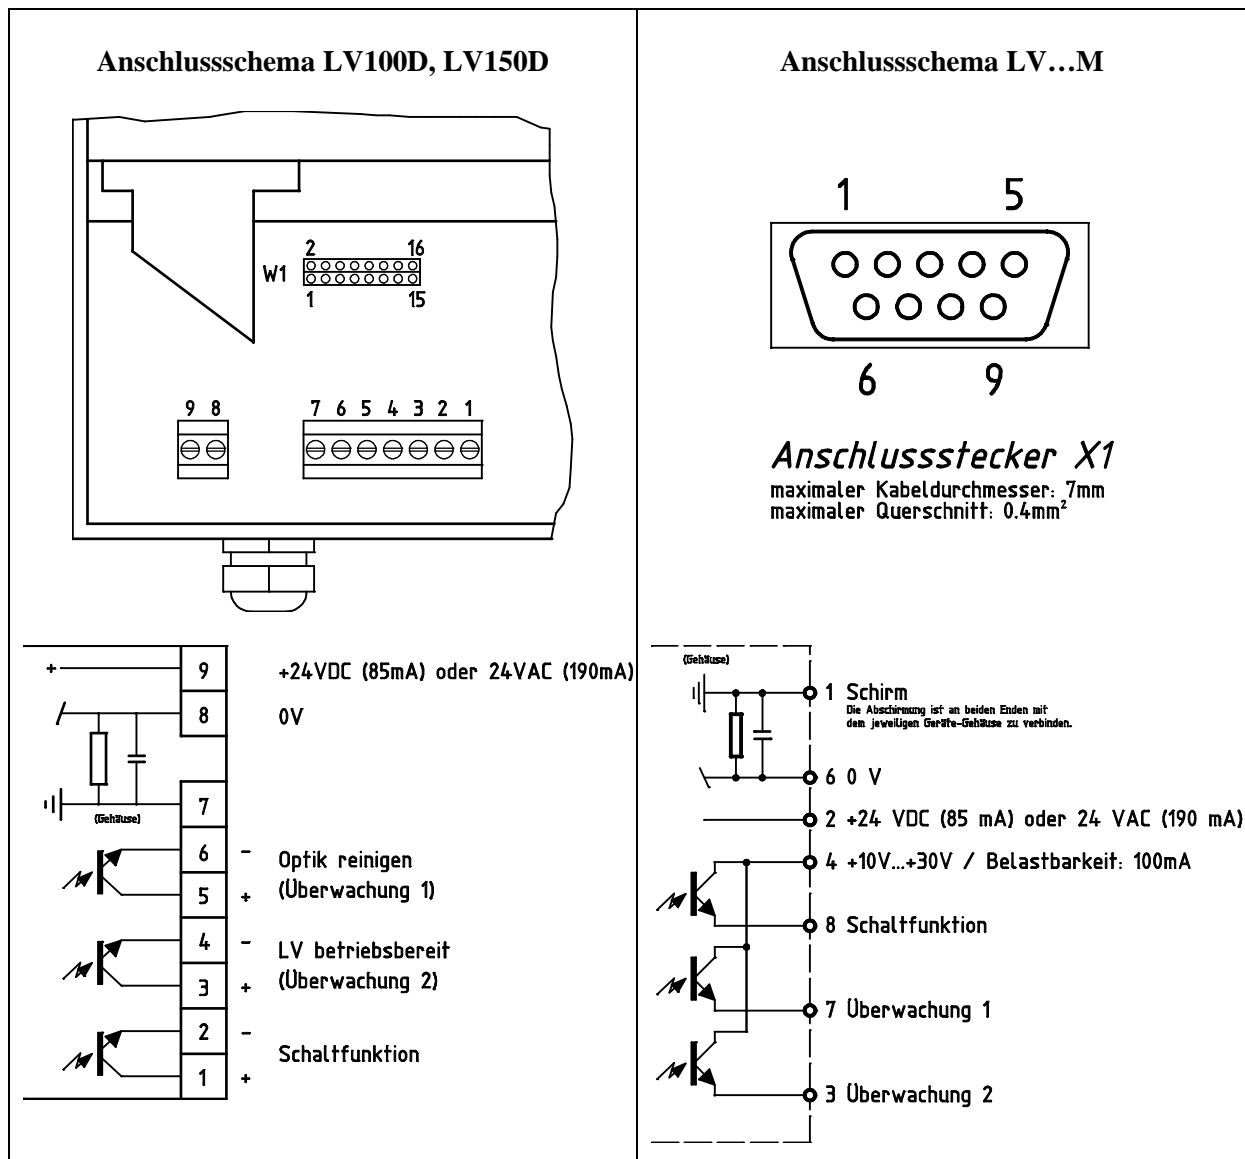 Anschlussschema LV100D, LV150D
2 16
W1
1 15
9 8 7 6 5 4 3 2 1
+ 9 +24VDC (85mA) oder 24VAC (190mA)
8 0V
7
(Gehäuse)
6 - Optik reinigen
5 + (Überwachung 1)
4 - LV betriebsbereit
3 + (Überwachung 2)
2 -
Schaltfunktion
1 +
Anschlussschema LV...M
1 5
6 9
Anschlussstecker X1
maximaler Kabeldurchmesser: 7mm
maximaler Querschnitt: 0.4mm²
(Gehäuse)
1 Schirm
Die Abschirmung ist an beiden Enden mit
dem jeweiligen Geräte-Gehäuse zu verbinden.
6 0 V
2 +24 VDC (85 mA) oder 24 VAC (190 mA)
4 +10V...+30V / Belastbarkeit: 100mA
8 Schaltfunktion
7 Überwachung 1
3 Überwachung 2